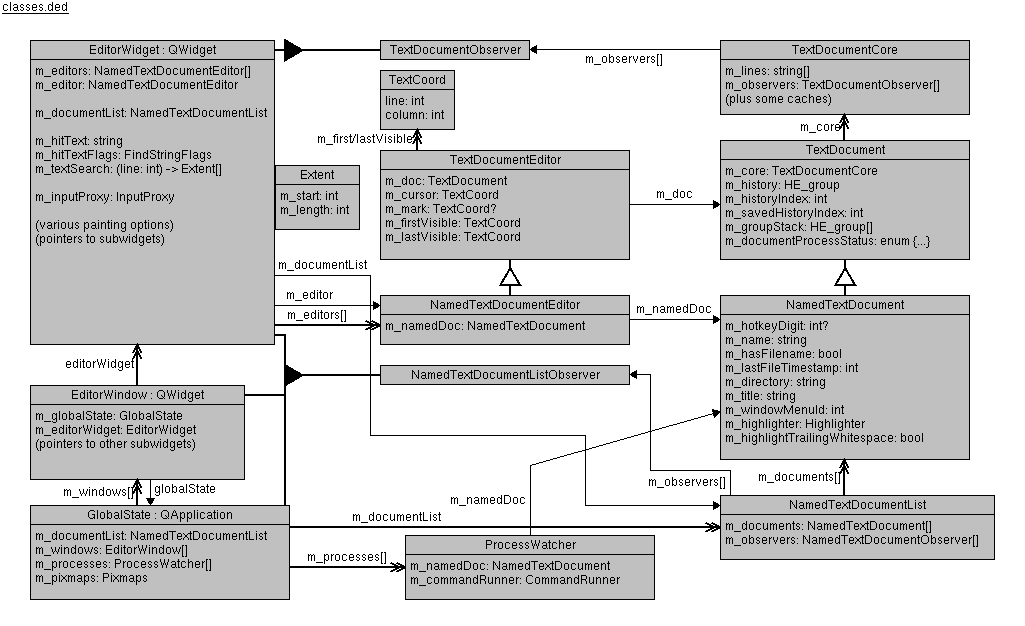 classes.ded
EditorWidget : QWidget
m_editors: NamedTextDocumentEditor[]
m_editor: NamedTextDocumentEditor
m_documentList: NamedTextDocumentList
m_hitText: string
m_hitTextFlags: FindStringFlags
m_textSearch: (line: int) -> Extent[]
m_inputProxy: InputProxy
(various painting options)
(pointers to subwidgets)
TextDocumentObserver
m_observers[]
TextDocumentCore
m_lines: string[]
m_observers: TextDocumentObserver[]
(plus some caches)
TextCoord
line: int
column: int
m_first/lastVisible
m_core
Extent
m_start: int
m_length: int
TextDocumentEditor
m_doc: TextDocument
m_cursor: TextCoord
m_mark: TextCoord?
m_firstVisible: TextCoord
m_lastVisible: TextCoord
m_doc
TextDocument
m_core: TextDocumentCore
m_history: HE_group
m_historyIndex: int
m_savedHistoryIndex: int
m_groupStack: HE_group[]
m_documentProcessStatus: enum {...}
m_documentList
m_editor
m_editors[]
NamedTextDocumentEditor
m_namedDoc: NamedTextDocument
m_namedDoc
NamedTextDocument
m_hotkeyDigit: int?
m_name: string
m_hasFilename: bool
m_lastFileTimestamp: int
m_directory: string
m_title: string
m_windowMenuId: int
m_highlighter: Highlighter
m_highlightTrailingWhitespace: bool
editorWidget
NamedTextDocumentListObserver
EditorWindow : QWidget
m_globalState: GlobalState
m_editorWidget: EditorWidget
(pointers to other subwidgets)
m_windows[]
globalState
m_namedDoc
m_observers[]
m_documents[]
GlobalState : QApplication
m_documentList: NamedTextDocumentList
m_windows: EditorWindow[]
m_processes: ProcessWatcher[]
m_pixmaps: Pixmaps
m_documentList
m_processes[]
ProcessWatcher
m_namedDoc: NamedTextDocument
m_commandRunner: CommandRunner
NamedTextDocumentList
m_documents: NamedTextDocument[]
m_observers: NamedTextDocumentObserver[]